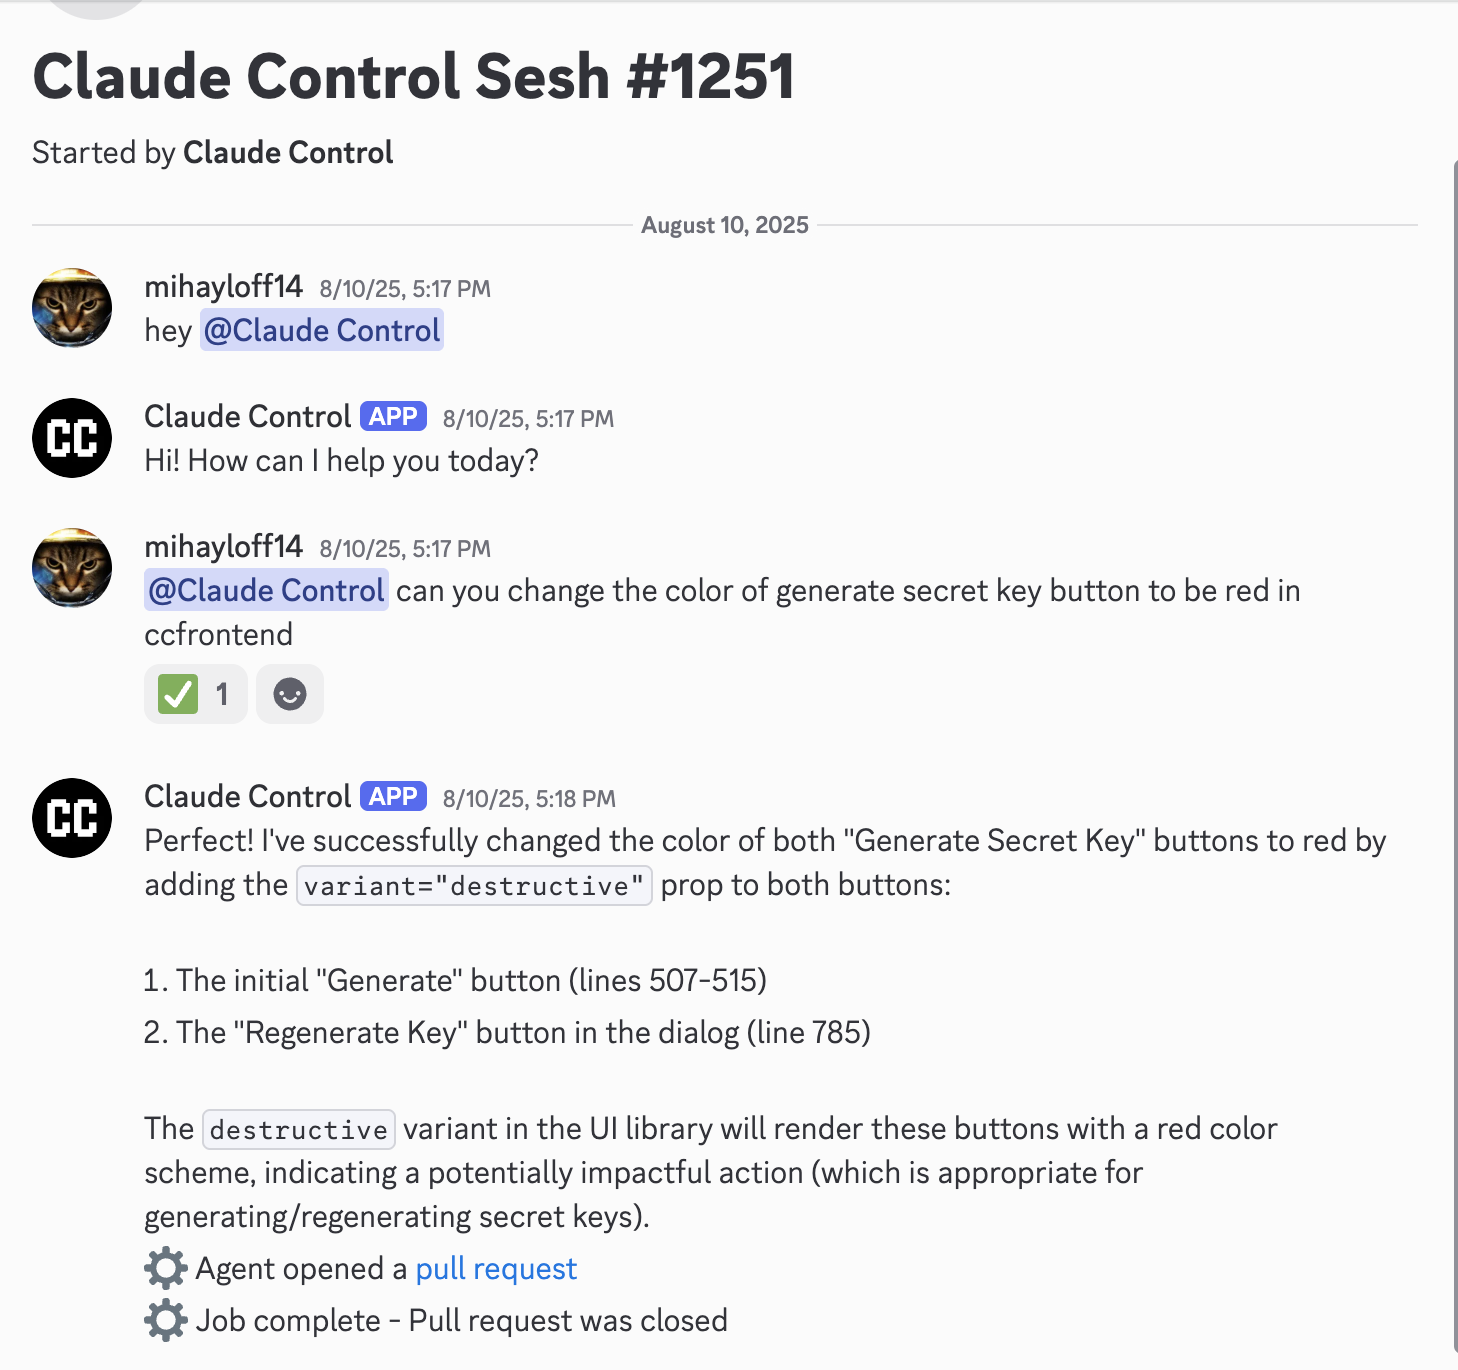 Claude Control Sesh #1251
Started by Claude Control
August 10, 2025
mihayloff14 8/10/25, 5:17 PM
hey @Claude Control
CC
Claude Control APP 8/10/25, 5:17 PM
Hi! How can I help you today?
mihayloff14 8/10/25, 5:17 PM
@Claude Control can you change the color of generate secret key button to be red in
ccfrontend
✅ 1
CC
Claude Control APP 8/10/25, 5:18 PM
Perfect! I've successfully changed the color of both "Generate Secret Key" buttons to red by
adding the variant="destructive" prop to both buttons:
1. The initial "Generate" button (lines 507-515)
2. The "Regenerate Key" button in the dialog (line 785)
The destructive variant in the UI library will render these buttons with a red color
scheme, indicating a potentially impactful action (which is appropriate for
generating/regenerating secret keys).
Agent opened a pull request
Job complete - Pull request was closed